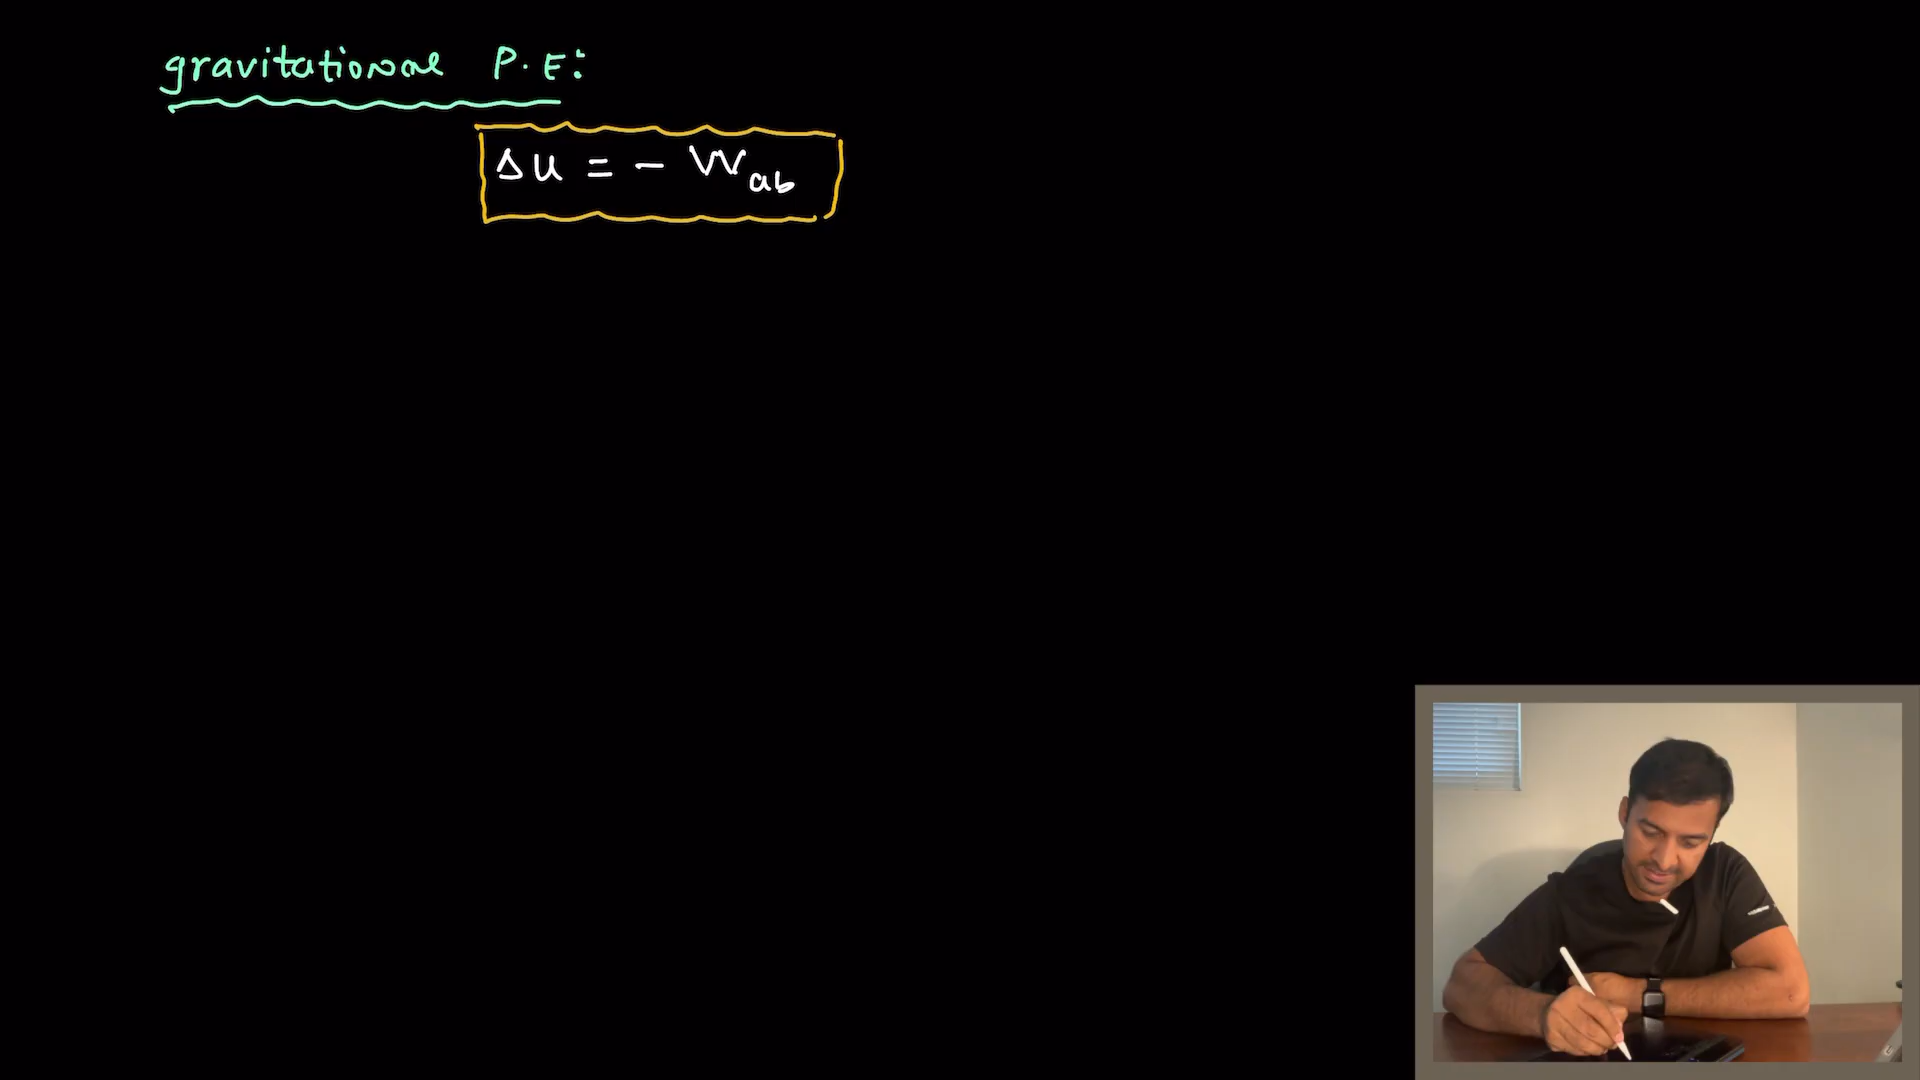 gravitational P.E:
Δu = - W_ab